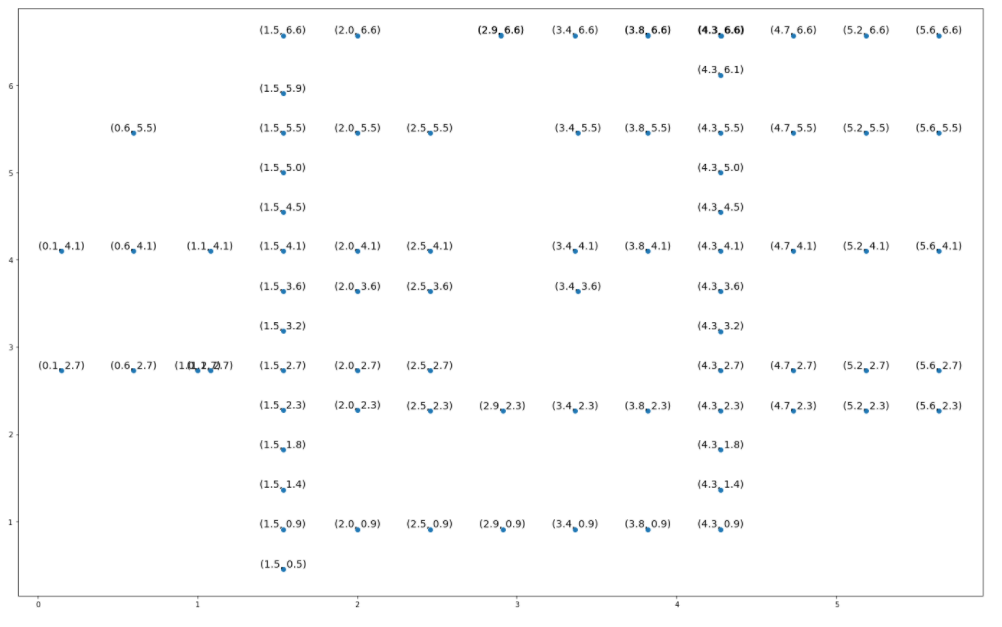 (1.5, 6.6) (2.0, 6.6) (2.9, 6.6) (3.4, 6.6) (3.8, 6.6) (4.3, 6.6) (4.7, 6.6) (5.2, 6.6) (5.6, 6.6)
(4.3, 6.1)
6
(1.5, 5.9)
(0.6, 5.5) (1.5, 5.5) (2.0, 5.5) (2.5, 5.5) (3.4, 5.5) (3.8, 5.5) (4.3, 5.5) (4.7, 5.5) (5.2, 5.5) (5.6, 5.5)
(1.5, 5.0) (4.3, 5.0)
5
(1.5, 4.5) (4.3, 4.5)
(0.1, 4.1) (0.6, 4.1) (1.1, 4.1) (1.5, 4.1) (2.0, 4.1) (2.5, 4.1) (3.4, 4.1) (3.8, 4.1) (4.3, 4.1) (4.7, 4.1) (5.2, 4.1) (5.6, 4.1)
4
(1.5, 3.6) (2.0, 3.6) (2.5, 3.6) (3.4, 3.6) (4.3, 3.6)
(1.5, 3.2) (4.3, 3.2)
3
(0.1, 2.7) (0.6, 2.7) (1.5, 2.7) (2.0, 2.7) (2.5, 2.7) (4.3, 2.7) (4.7, 2.7) (5.2, 2.7) (5.6, 2.7)
(1.5, 2.3) (2.0, 2.3) (2.5, 2.3) (2.9, 2.3) (3.4, 2.3) (3.8, 2.3) (4.3, 2.3) (4.7, 2.3) (5.2, 2.3) (5.6, 2.3)
2
(1.5, 1.8) (4.3, 1.8)
(1.5, 1.4) (4.3, 1.4)
1
(1.5, 0.9) (2.0, 0.9) (2.5, 0.9) (2.9, 0.9) (3.4, 0.9) (3.8, 0.9) (4.3, 0.9)
(1.5, 0.5)
0 1 2 3 4 5